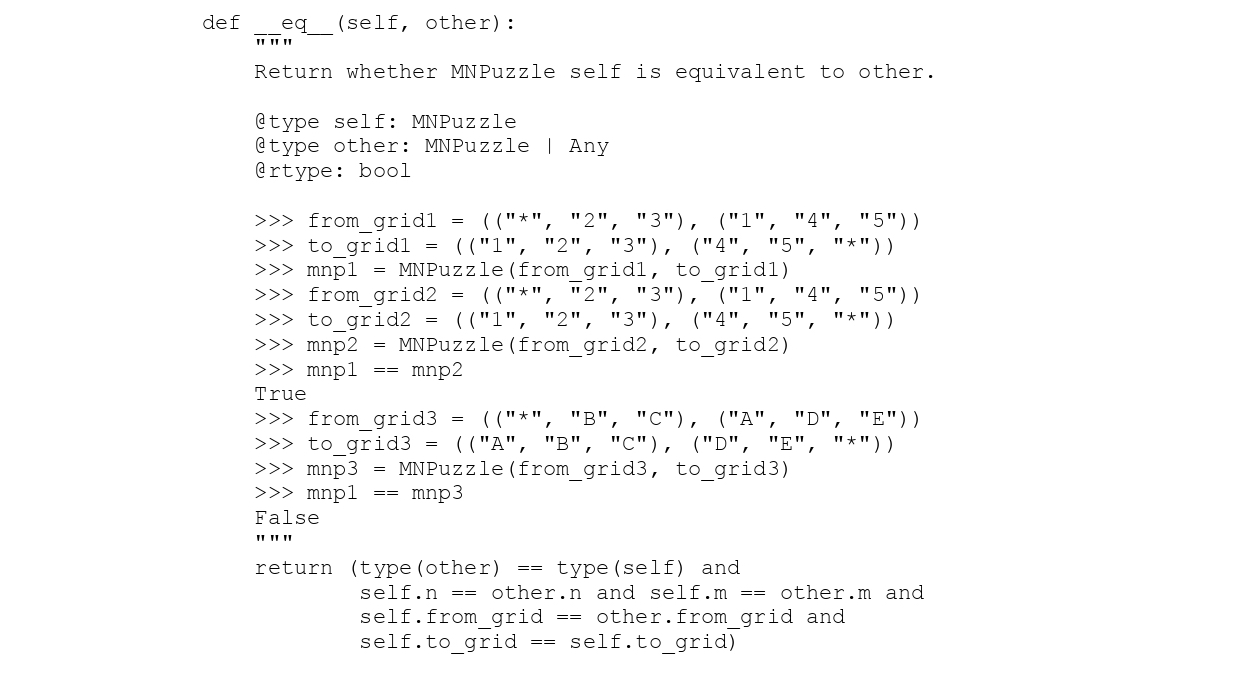 def __eq__(self, other):
    """
    Return whether MNPuzzle self is equivalent to other.

    @type self: MNPuzzle
    @type other: MNPuzzle | Any
    @rtype: bool

    >>> from_grid1 = (("*", "2", "3"), ("1", "4", "5"))
    >>> to_grid1 = (("1", "2", "3"), ("4", "5", "*"))
    >>> mnp1 = MNPuzzle(from_grid1, to_grid1)
    >>> from_grid2 = (("*", "2", "3"), ("1", "4", "5"))
    >>> to_grid2 = (("1", "2", "3"), ("4", "5", "*"))
    >>> mnp2 = MNPuzzle(from_grid2, to_grid2)
    >>> mnp1 == mnp2
    True
    >>> from_grid3 = (("*", "B", "C"), ("A", "D", "E"))
    >>> to_grid3 = (("A", "B", "C"), ("D", "E", "*"))
    >>> mnp3 = MNPuzzle(from_grid3, to_grid3)
    >>> mnp1 == mnp3
    False
    """
    return (type(other) == type(self) and
            self.n == other.n and self.m == other.m and
            self.from_grid == other.from_grid and
            self.to_grid == self.to_grid)